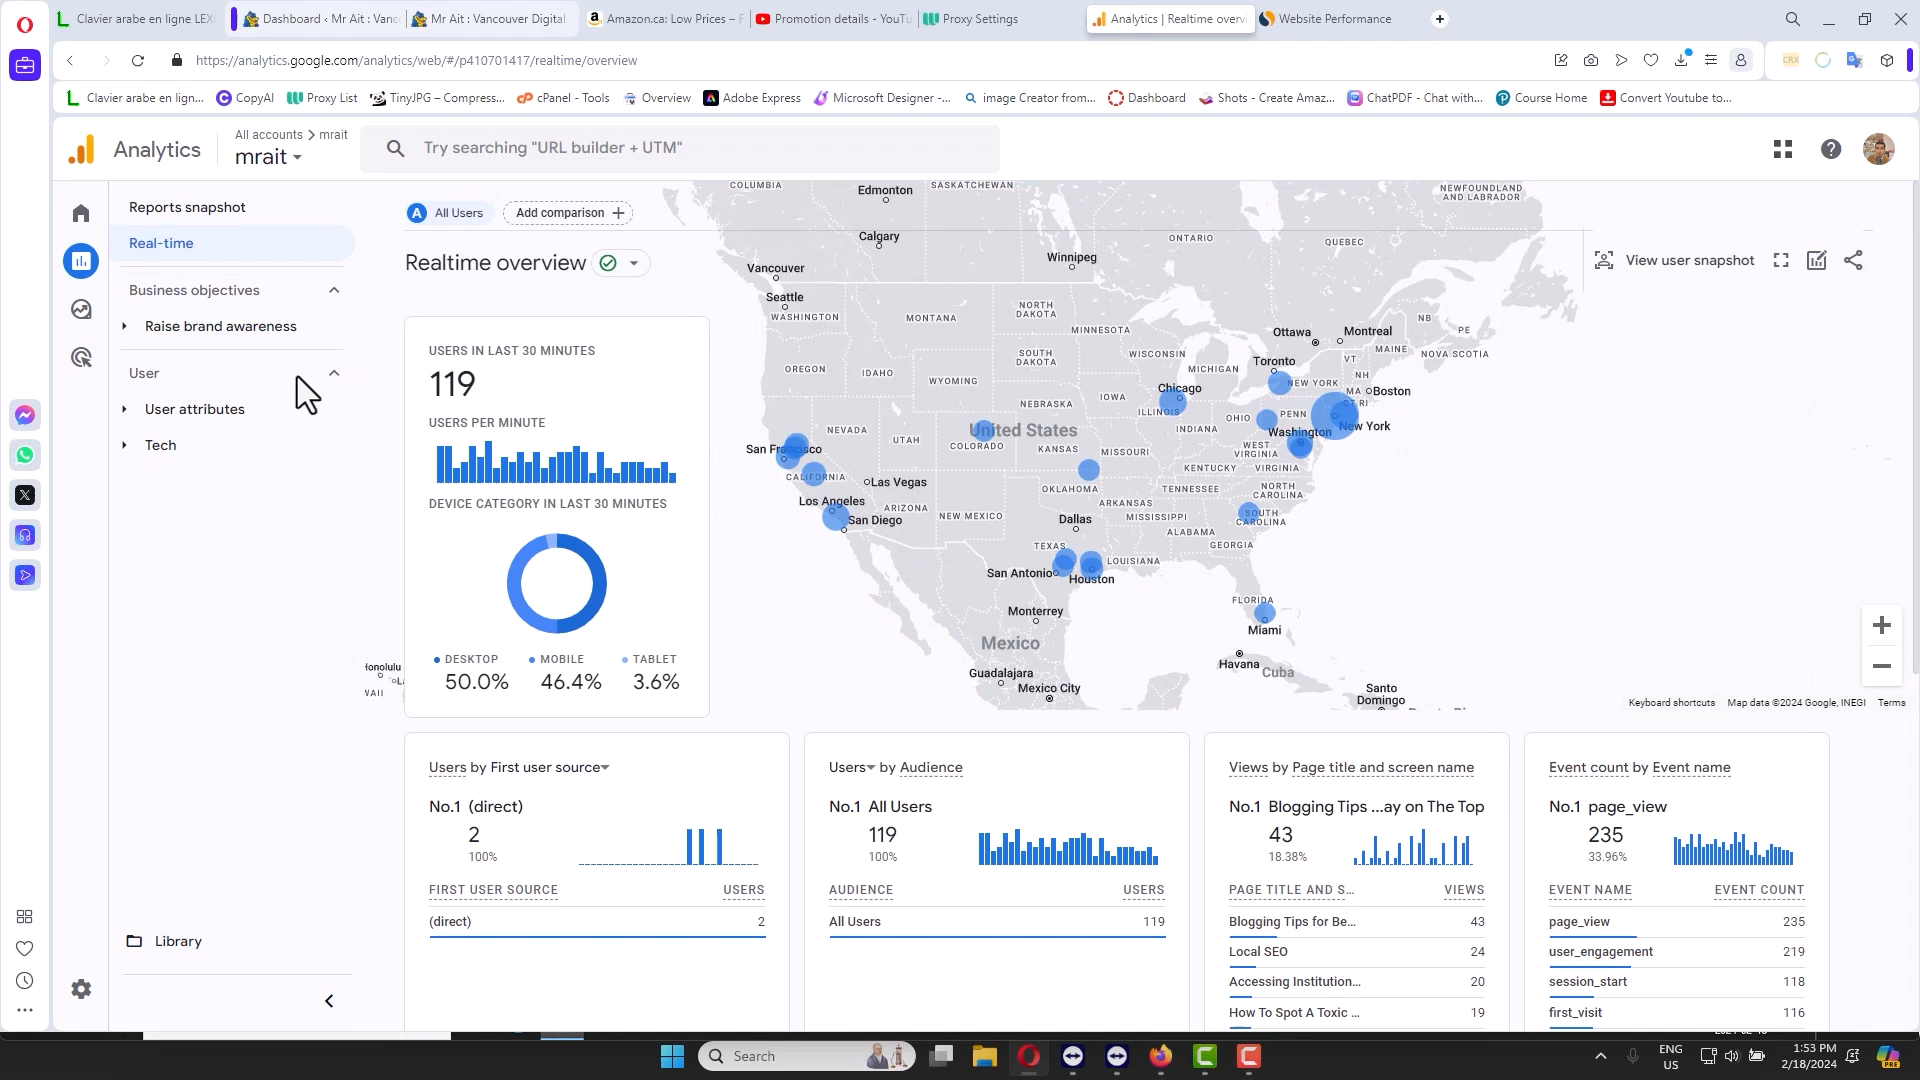 Clavier arabe en ligne LEXI
Dashboard ‹ Mr Ait : Vanco
Mr Ait : Vancouver Digital
Amazon.ca: Low Prices – F
Promotion details - YouTu
Proxy Settings
Analytics | Realtime overvi
Website Performance
https://analytics.google.com/analytics/web/#/p410701417/realtime/overview
CRX
Clavier arabe en lign...
CopyAI
Proxy List
TinyJPG – Compress...
cPanel - Tools
Overview
Adobe Express
Microsoft Designer -...
image Creator from...
Dashboard
Shots - Create Amaz...
ChatPDF - Chat with...
Course Home
Convert Youtube to...
Analytics
All accounts > mrait
mrait
Try searching "URL builder + UTM"
Reports snapshot
Real-time
Business objectives
Raise brand awareness
User
User attributes
Tech
Library
A All Users
Add comparison +
Realtime overview
View user snapshot
USERS IN LAST 30 MINUTES
119
USERS PER MINUTE
DEVICE CATEGORY IN LAST 30 MINUTES
DESKTOP MOBILE TABLET
50.0% 46.4% 3.6%
COLUMBIA
Edmonton
SASKATCHEWAN
NEWFOUNDLAND
AND LABRADOR
Calgary
ONTARIO
QUEBEC
Vancouver
Winnipeg
Seattle
WASHINGTON
MONTANA
NORTH
DAKOTA
MINNESOTA
Ottawa
Montreal
NB
PE
NOVA SCOTIA
MAINE
OREGON
IDAHO
WYOMING
SOUTH
DAKOTA
WISCONSIN
MICHIGAN
Toronto
VT
NH
NEW YORK
MA
Boston
CT RI
NEBRASKA
IOWA
Chicago
ILLINOIS
INDIANA
OHIO
PENN
New York
NEVADA
UTAH
COLORADO
United States
KANSAS
MISSOURI
WEST
VIRGINIA
Washington
VIRGINIA
KENTUCKY
San Francisco
CALIFORNIA
Las Vegas
OKLAHOMA
TENNESSEE
NORTH
CAROLINA
Los Angeles
ARIZONA
NEW MEXICO
ARKANSAS
SOUTH
CAROLINA
San Diego
Dallas
MISSISSIPPI
ALABAMA
GEORGIA
TEXAS
LOUISIANA
San Antonio
Houston
FLORIDA
Monterrey
Miami
Mexico
Havana
Cuba
Guadalajara
Mexico City
Santo
Domingo
Honolulu
WAII
Keyboard shortcuts
Map data ©2024 Google, INEGI
Terms
Users by First user source
No.1 (direct)
2
100%
FIRST USER SOURCE USERS
(direct) 2
Users by Audience
No.1 All Users
119
100%
AUDIENCE USERS
All Users 119
Views by Page title and screen name
No.1 Blogging Tips ...ay on The Top
43
18.38%
PAGE TITLE AND S... VIEWS
Blogging Tips for Be... 43
Local SEO 24
Accessing Institution... 20
How To Spot A Toxic ... 19
Event count by Event name
No.1 page_view
235
33.96%
EVENT NAME EVENT COUNT
page_view 235
user_engagement 219
session_start 118
first_visit 116
Search
ENG
US
1:53 PM
2/18/2024
PRE